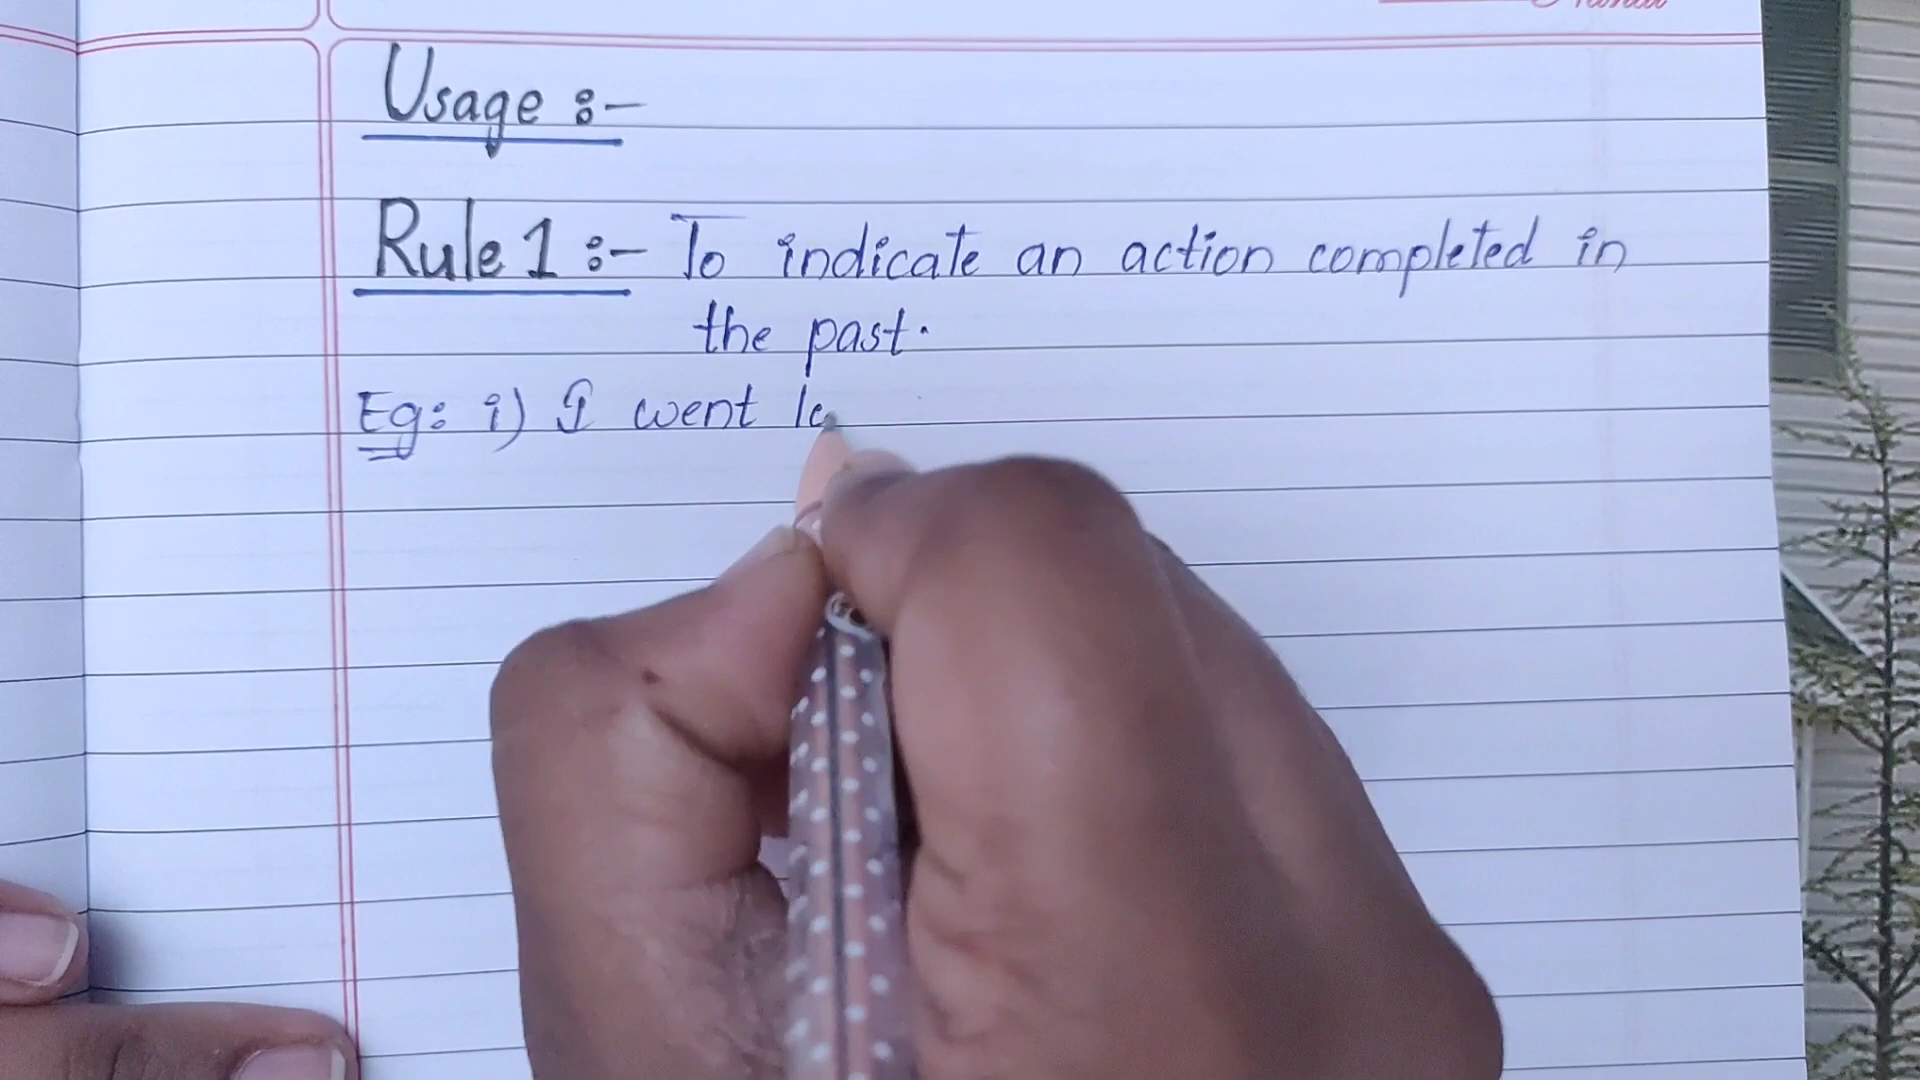 Usage :-
Rule 1 :- To indicate an action completed in
the past.
Eg: i) I went